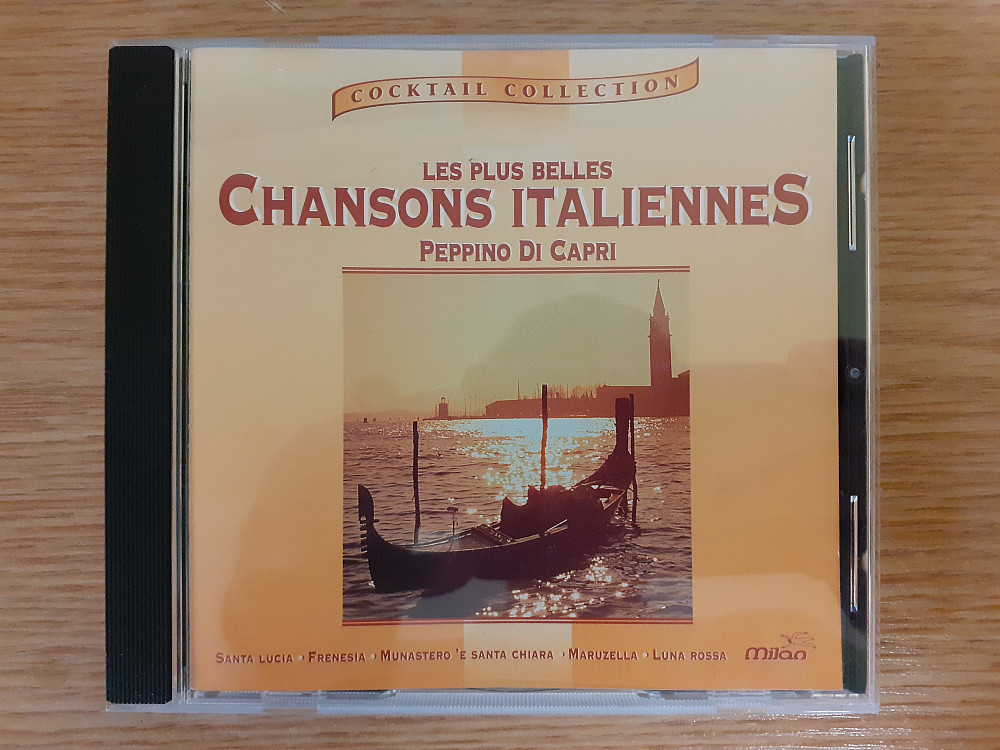 COCKTAIL COLLECTION
LES PLUS BELLES
CHANSONS ITALIENNES
PEPPINO DI CAPRI
SANTA LUCIA • FRENESIA • MUNASTERO 'E SANTA CHIARA • MARUZELLA • LUNA ROSSA
milan